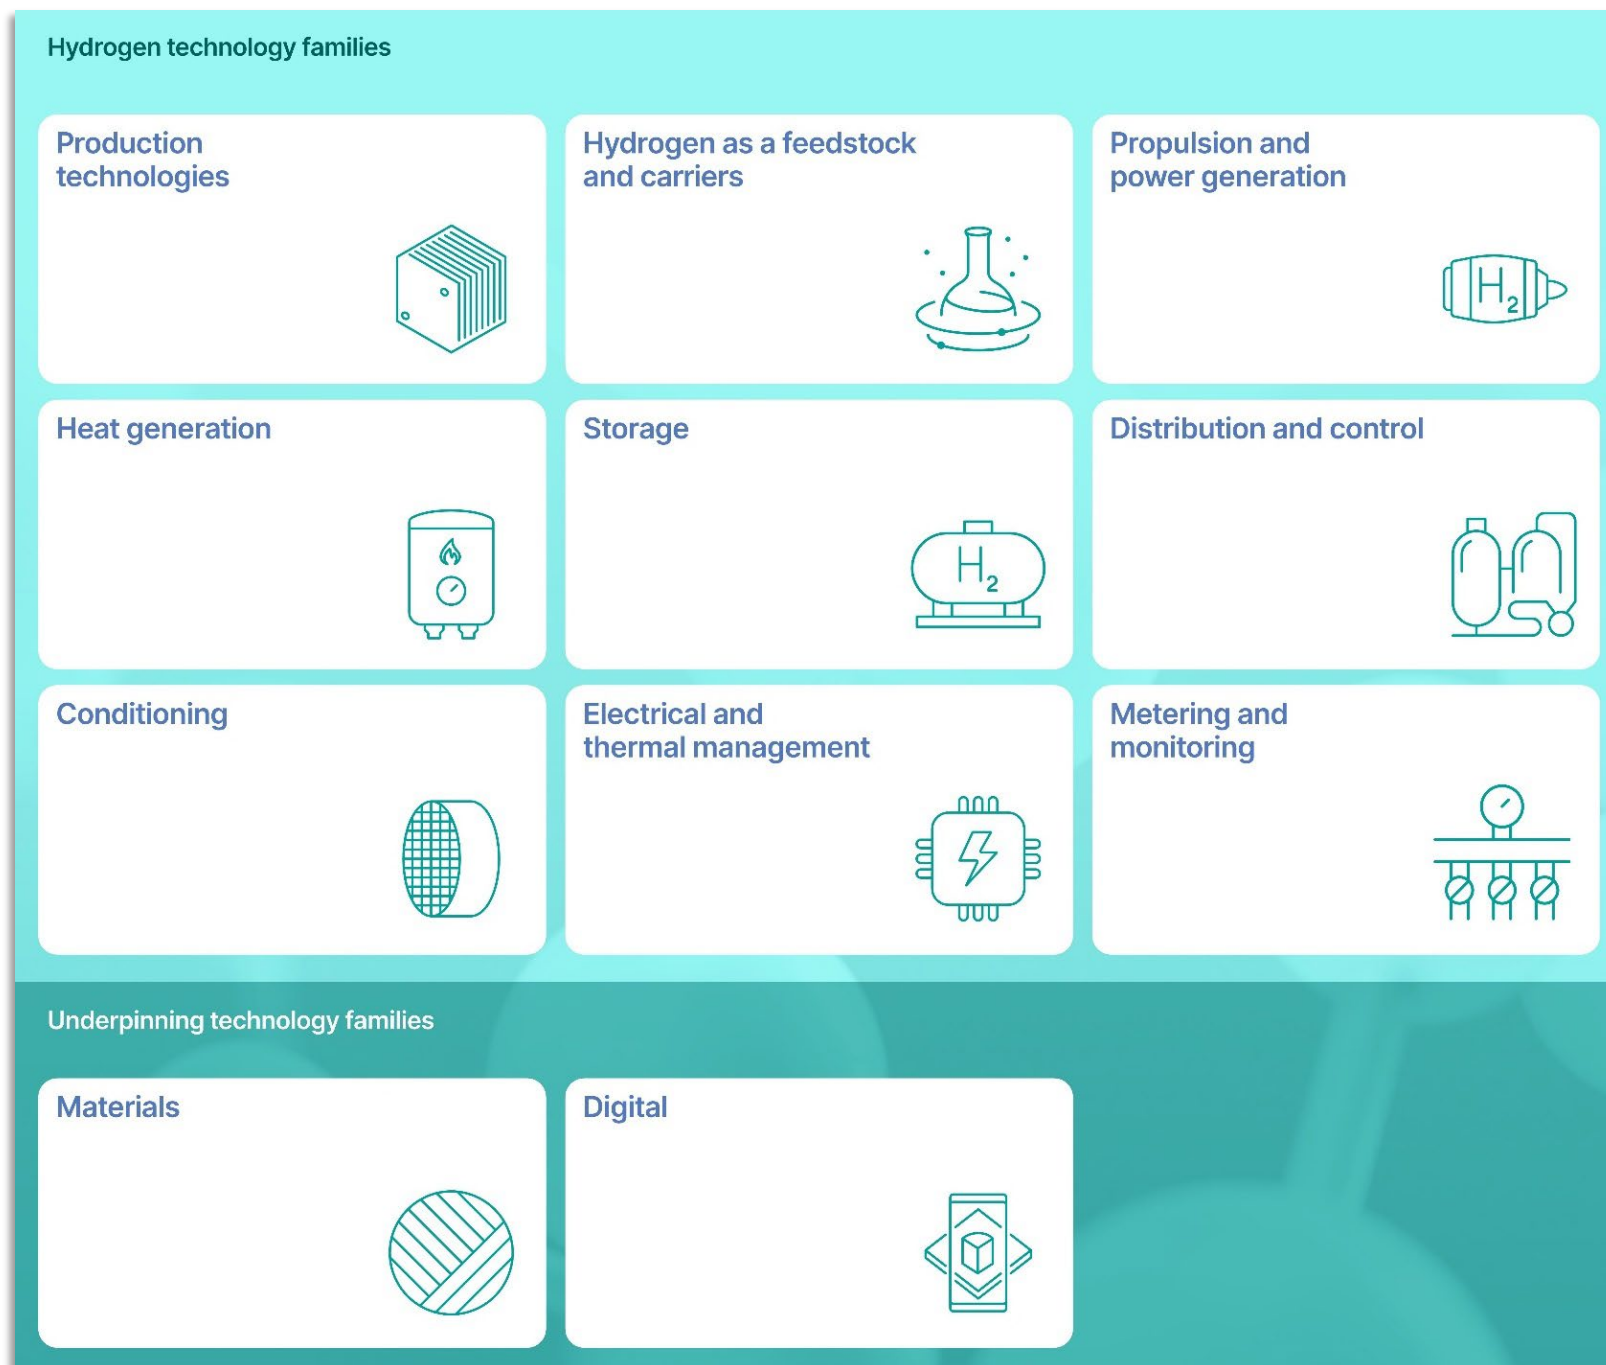 Hydrogen technology families
Production
technologies
Hydrogen as a feedstock
and carriers
Propulsion and
power generation
H2
Heat generation
Storage
H2
Distribution and control
Conditioning
Electrical and
thermal management
Metering and
monitoring
Underpinning technology families
Materials
Digital